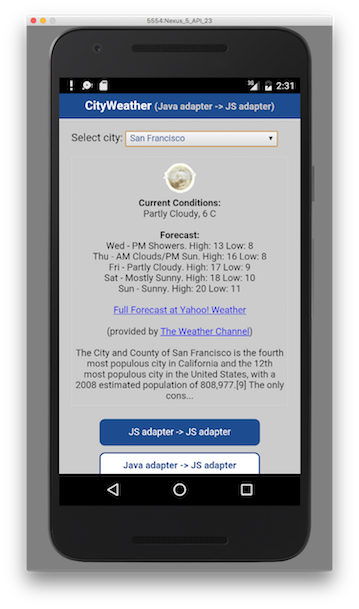 5554:Nexus_5_API_23
3G
2:31
CityWeather (Java adapter -> JS adapter)
Select city: San Francisco
Current Conditions:
Partly Cloudy, 6 C
Forecast:
Wed - PM Showers. High: 13 Low: 8
Thu - AM Clouds/PM Sun. High: 16 Low: 8
Fri - Partly Cloudy. High: 17 Low: 9
Sat - Mostly Sunny. High: 18 Low: 10
Sun - Sunny. High: 20 Low: 11
Full Forecast at Yahoo! Weather
(provided by The Weather Channel)
The City and County of San Francisco is the fourth
most populous city in California and the 12th
most populous city in the United States, with a
2008 estimated population of 808,977.[9] The only
cons...
JS adapter -> JS adapter
Java adapter -> JS adapter